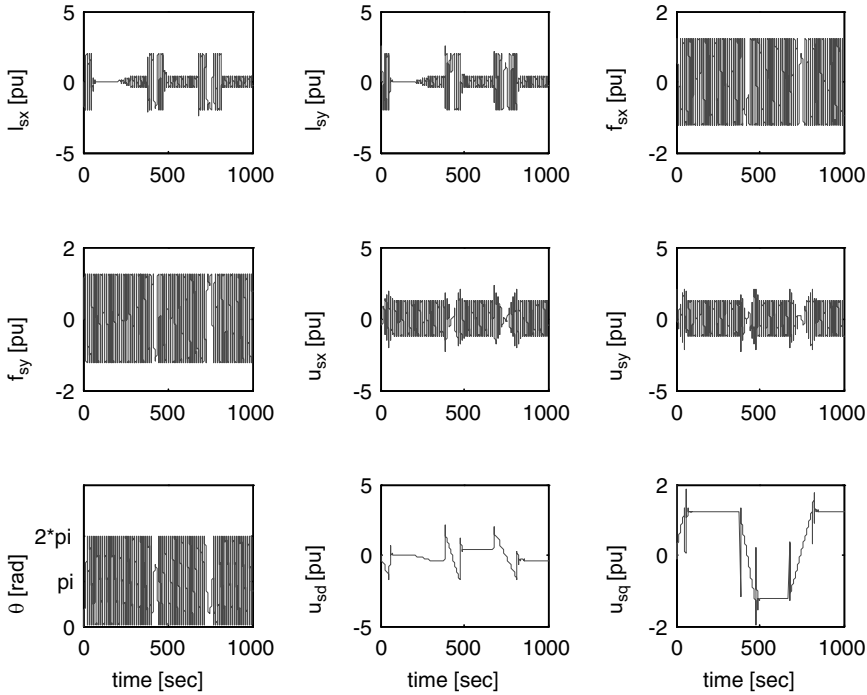 5
0
-5
I_sx [pu]
0 500 1000
5
0
-5
I_sy [pu]
0 500 1000
2
0
-2
f_sx [pu]
0 500 1000
2
0
-2
f_sy [pu]
0 500 1000
5
0
-5
u_sx [pu]
0 500 1000
5
0
-5
u_sy [pu]
0 500 1000
2*pi
pi
0
θ [rad]
0 500 1000
time [sec]
5
0
-5
u_sd [pu]
0 500 1000
time [sec]
2
0
-2
u_sq [pu]
0 500 1000
time [sec]